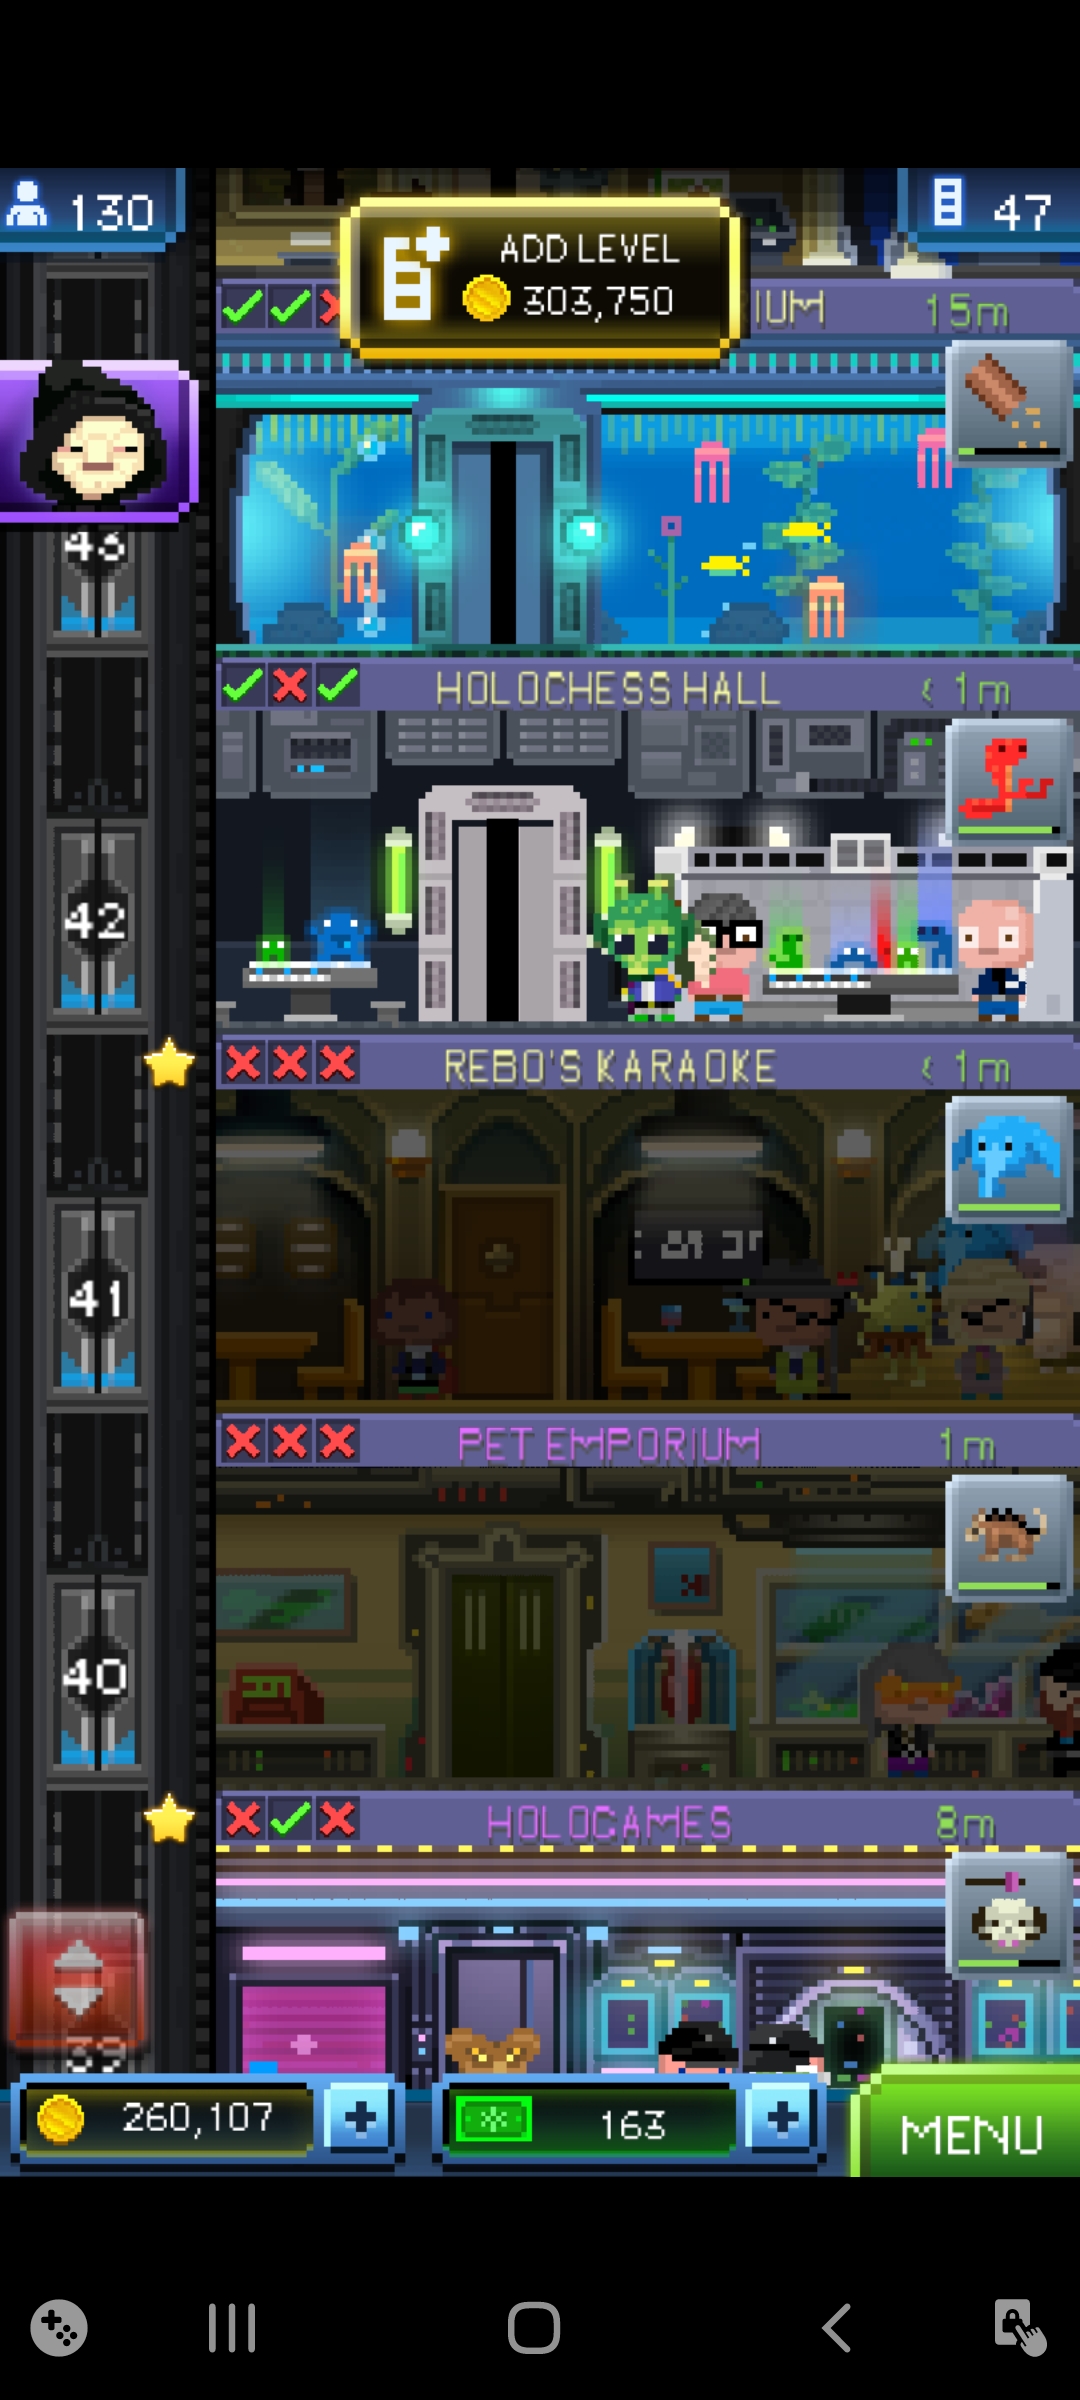 130
47
ADD LEVEL
303,750
IUM
15m
43
HOLOCHESS HALL
< 1m
42
REBO'S KARAOKE
< 1m
41
PET EMPORIUM
1m
40
HOLOGAMES
8m
39
260,107
163
MENU